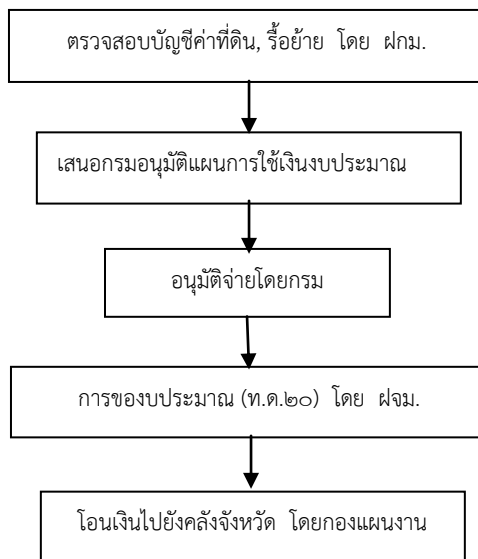 ตรวจสอบบัญชีค่าที่ดิน, รื้อย้าย โดย ฝกม.
เสนอกรมอนุมัติแผนการใช้เงินงบประมาณ
อนุมัติจ่ายโดยกรม
การของบประมาณ (ท.ด.๒๐) โดย ฝจม.
โอนเงินไปยังคลังจังหวัด โดยกองแผนงาน